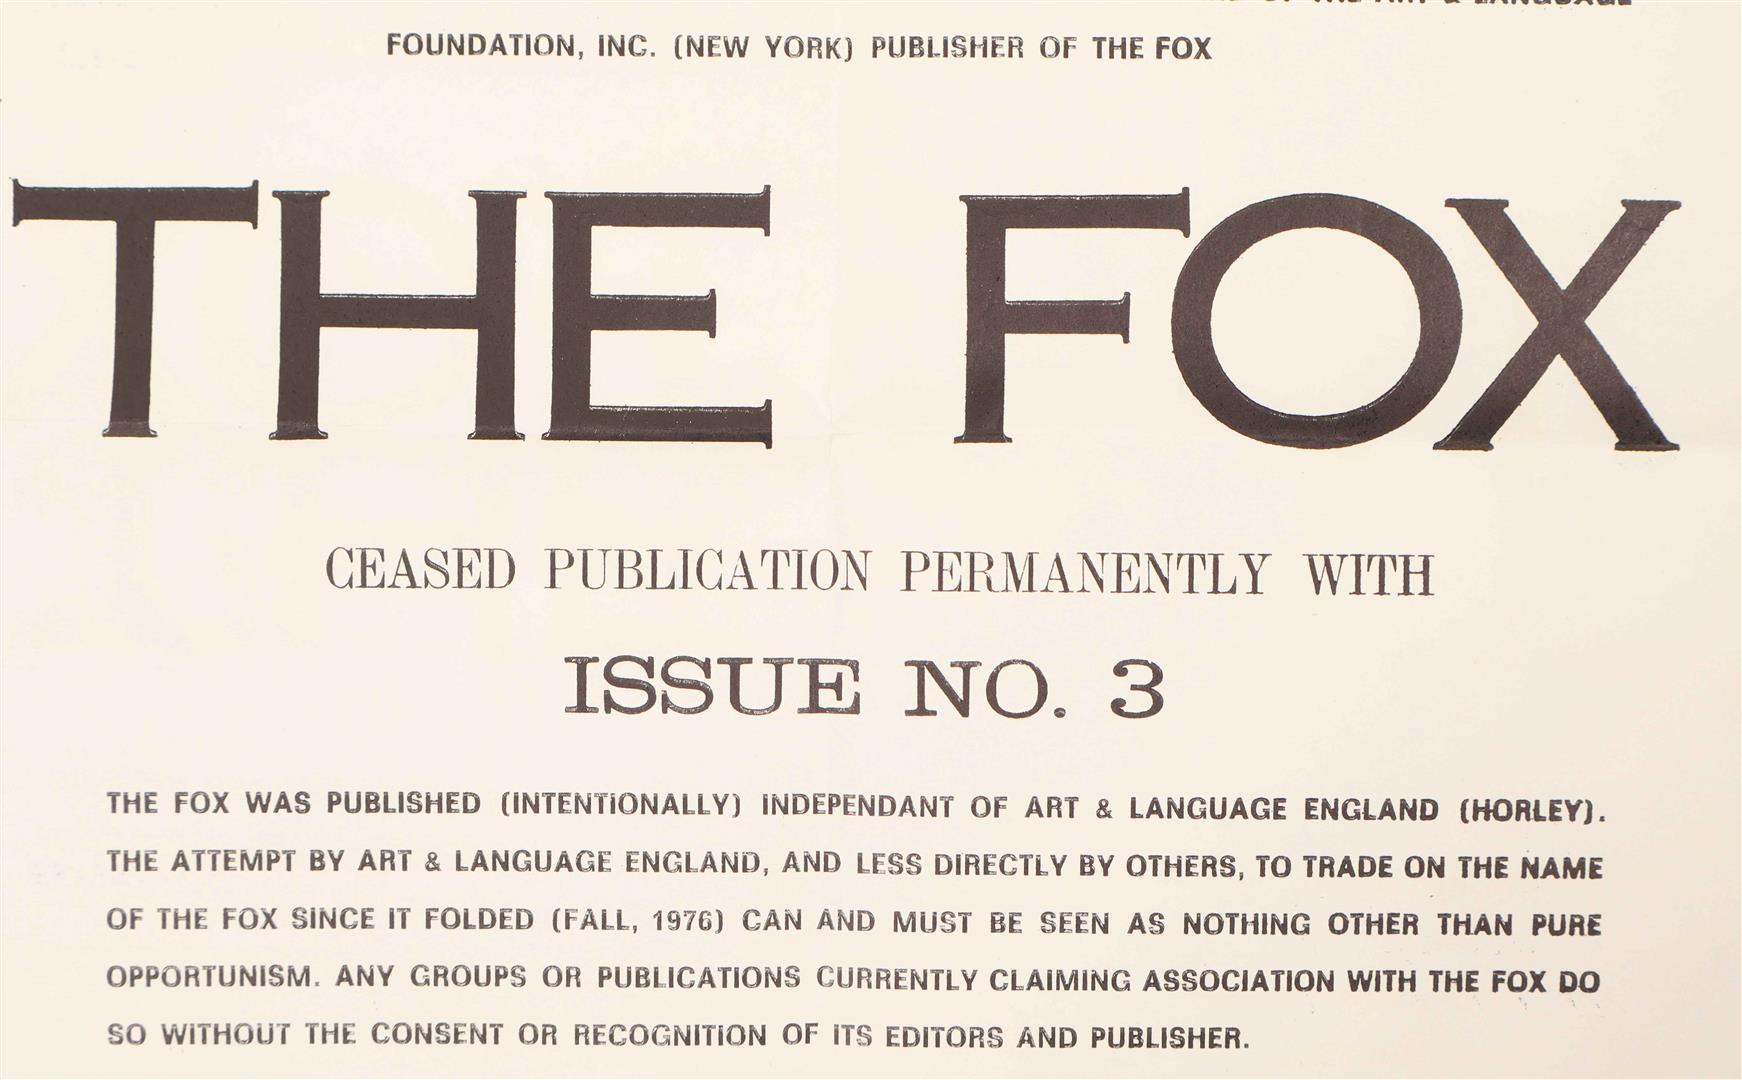 THE ART & LANGUAGE
FOUNDATION, INC. (NEW YORK) PUBLISHER OF THE FOX
THE FOX
CEASED PUBLICATION PERMANENTLY WITH
ISSUE NO. 3
THE FOX WAS PUBLISHED (INTENTIONALLY) INDEPENDANT OF ART & LANGUAGE ENGLAND (HORLEY).
THE ATTEMPT BY ART & LANGUAGE ENGLAND, AND LESS DIRECTLY BY OTHERS, TO TRADE ON THE NAME
OF THE FOX SINCE IT FOLDED (FALL, 1976) CAN AND MUST BE SEEN AS NOTHING OTHER THAN PURE
OPPORTUNISM. ANY GROUPS OR PUBLICATIONS CURRENTLY CLAIMING ASSOCIATION WITH THE FOX DO
SO WITHOUT THE CONSENT OR RECOGNITION OF ITS EDITORS AND PUBLISHER.